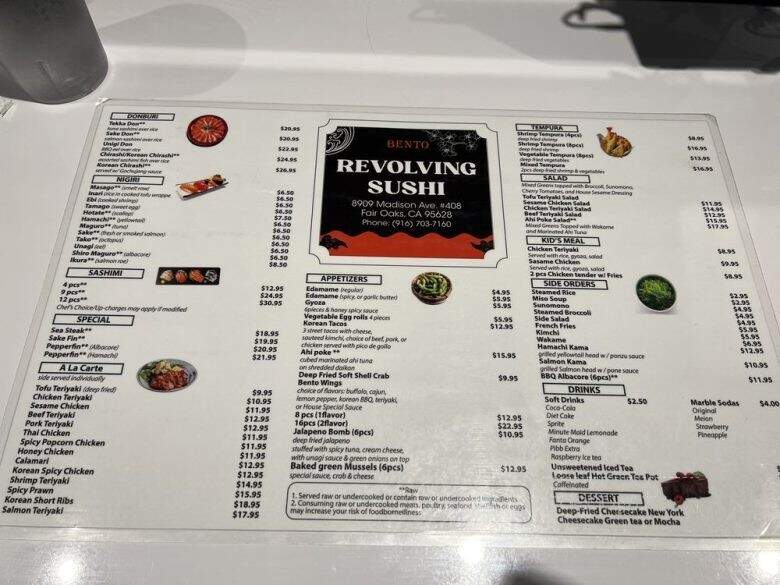 DONBURI
Tekka Don** $20.95
tuna sashimi over rice
Sake Don** $20.95
salmon sashimi over rice
Unigi Don $22.95
BBQ eel over rice
Chirashi/Korean Chirashi** $24.95
assorted sashimi fish over rice
Korean Chirashi** $26.95
served w/ Gochujang sauce
NIGIRI
Masago** (smelt row) $6.50
Inari (rice in cooked tofu wrappe $6.50
Ebi (cooked shrimp) $6.50
Tamago (sweet egg) $6.50
Hotate** (scallop) $7.50
Hamachi** (yellowtail) $6.50
Maguro** (tuna) $6.50
Sake** (fresh or smoked salmon) $6.50
Tako** (octopus) $6.50
Unagi (eel) $6.50
Shiro Maguro** (albacore) $6.50
Ikura** (salmon roe) $8.50
SASHIMI
4 pcs** $12.95
9 pcs** $24.95
12 pcs** $30.95
Chef's Choice/Up-charges may apply if modified
SPECIAL
Sea Steak** $18.95
Sake Fin** $19.95
Pepperfin** (Albacore) $20.95
Pepperfin** (Hamachi) $21.95
A La Carte
side served individually
Tofu Teriyaki (deep fried) $9.95
Chicken Teriyaki $10.95
Sesame Chicken $11.95
Beef Teriyaki $12.95
Pork Teriyaki $12.95
Thai Chicken $11.95
Spicy Popcorn Chicken $11.95
Honey Chicken $11.95
Calamari $12.95
Korean Spicy Chicken $12.95
Shrimp Teriyaki $14.95
Spicy Prawn $15.95
Korean Short Ribs $18.95
Salmon Teriyaki $17.95
BENTO
REVOLVING
SUSHI
8909 Madison Ave. #408
Fair Oaks, CA 95628
Phone: (916) 703-7160
APPETIZERS
Edamame (regular) $4.95
Edamame (spicy, or garlic butter) $5.95
Gyoza $5.95
6pieces & honey spicy sauce
Vegetable Egg rolls 4 pieces $5.95
Korean Tacos $12.95
3 street tacos with cheese,
sauteed kimchi, choice of beef, pork, or
chicken served with pico de gallo
Ahi poke ** $15.95
cubed marinated ahi tuna
on shredded daikon
Deep Fried Soft Shell Crab $9.95
Bento Wings
choice of flavors: buffalo, cajun,
lemon pepper, korean BBQ, teriyaki,
or House Special Sauce
8 pcs (1flavor) $12.95
16pcs (2flavor) $22.95
Jalapeno Bomb (6pcs) $10.95
deep fried jalapeno
stuffed with spicy tuna, cream cheese,
with unagi sauce & green onions on top
Baked green Mussels (6pcs) $12.95
special sauce, crab & cheese
**Raw
1. Served raw or undercooked or contain raw or undercooked ingredients
2. Consuming raw or undercooked meats, poultry, seafood, shellfish or eggs
may increase your risk of foodborneillness
TEMPURA
Shrimp Tempura (4pcs) $8.95
deep fried shrimp
Shrimp Tempura (8pcs) $16.95
deep fried shrimp
Vegetable Tempura (8pcs) $13.95
deep fried vegetables
Mixed Tempura $16.95
2pcs deep fried shrimp & vegetables
SALAD
Mixed Greens topped with Broccoli, Sunomono,
Cherry Tomatoes, and House Sesame Dressing
Tofu Teriyaki Salad $11.95
Sesame Chicken Salad $14.95
Chicken Teriyaki Salad $12.95
Beef Teriyaki Salad $15.95
Ahi Poke Salad** $17.95
Mixed Greens Topped with Wakame
and Marinated Ahi Tuna
KID'S MEAL
Chicken Teriyaki $8.95
Served with rice, gyoza, salad
Sasame Chicken $9.95
Served with rice, gyoza, salad
2 pcs Chicken tender w/ Fries $8.95
SIDE ORDERS
Steamed Rice $2.95
Miso Soup $2.95
Sunomono $4.95
Steamed Broccoli $4.95
Side Salad $4.95
French Fries $4.95
Kimchi $5.95
Wakame $6.95
Hamachi Kama $12.95
grilled yellowtail head w/ ponzu sauce
Salmon Kama $10.95
grilled Salmon head w/ pone sauce
BBQ Albacore (6pcs)** $11.95
DRINKS
Soft Drinks $2.50
Coca-Cola
Diet Coke
Sprite
Minute Maid Lemonade
Fanta Orange
Pibb Extra
Raspberry Ice tea
Marble Sodas $4.00
Original
Melon
Strawberry
Pineapple
Unsweetened Iced Tea
Loose leaf Hot Green Tea Pot
Caffeinated
DESSERT
Deep-Fried Cheesecake New York
Cheesecake Green tea or Mocha